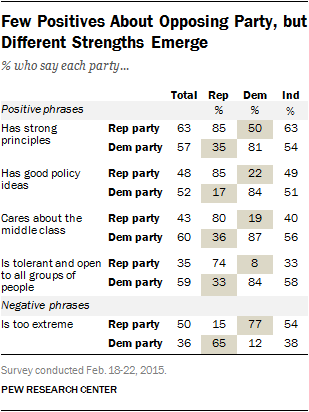 Few Positives About Opposing Party, but
Different Strengths Emerge
% who say each party...
Total Rep Dem Ind
Positive phrases % % %
Has strong principles Rep party 63 85 50 63
Dem party 57 35 81 54
Has good policy ideas Rep party 48 85 22 49
Dem party 52 17 84 51
Cares about the middle class Rep party 43 80 19 40
Dem party 60 36 87 56
Is tolerant and open to all groups of people Rep party 35 74 8 33
Dem party 59 33 84 58
Negative phrases
Is too extreme Rep party 50 15 77 54
Dem party 36 65 12 38
Survey conducted Feb. 18-22, 2015.
PEW RESEARCH CENTER